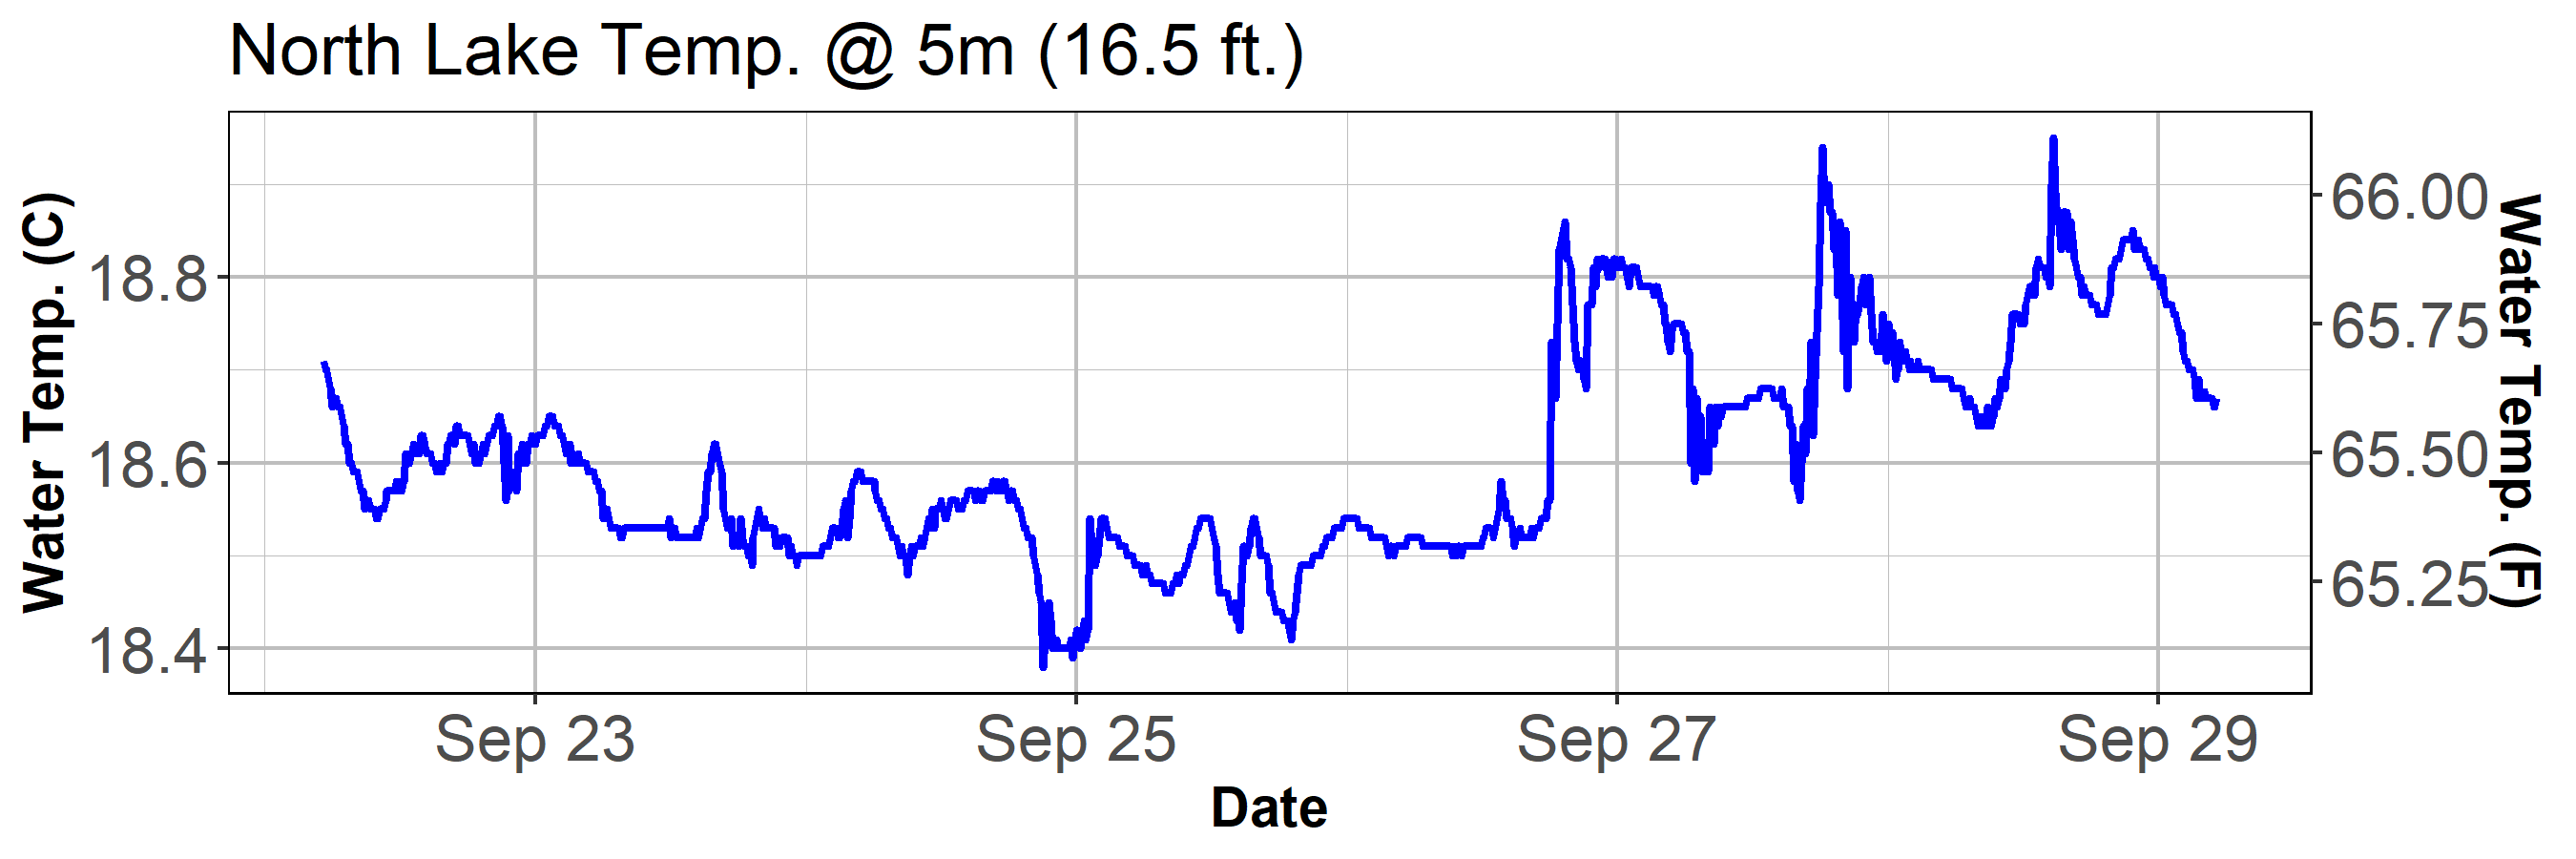 North Lake Temp. @ 5m (16.5 ft.)
Water Temp. (C)
18.8
18.6
18.4
66.00
65.75
65.50
65.25
Water Temp. (F)
Sep 23
Sep 25
Sep 27
Sep 29
Date